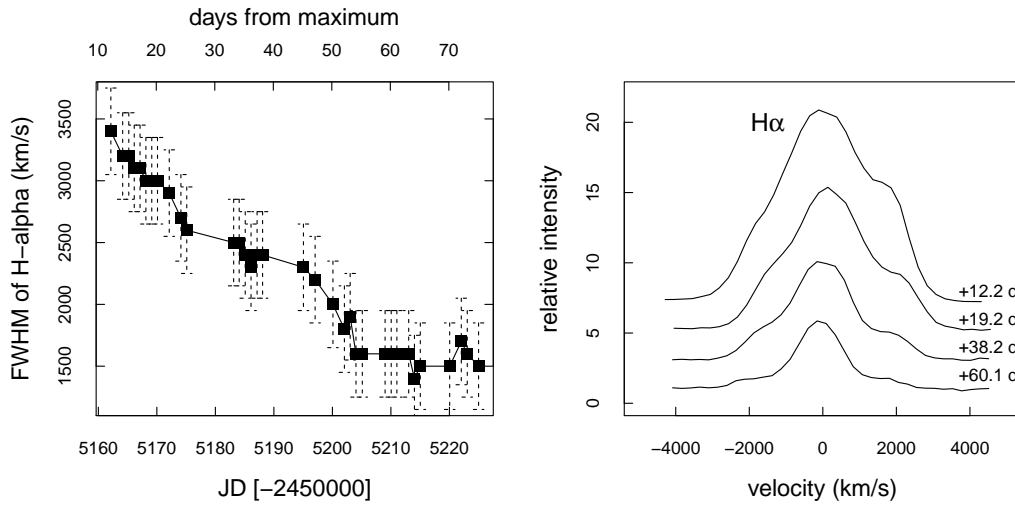 days from maximum
10 20 30 40 50 60 70
FWHM of H−alpha (km/s)
3500
3000
2500
2000
1500
5160 5170 5180 5190 5200 5210 5220
JD [−2450000]
Hα
relative intensity
20
15
10
5
0
+12.2 d
+19.2 d
+38.2 d
+60.1 d
−4000 −2000 0 2000 4000
velocity (km/s)